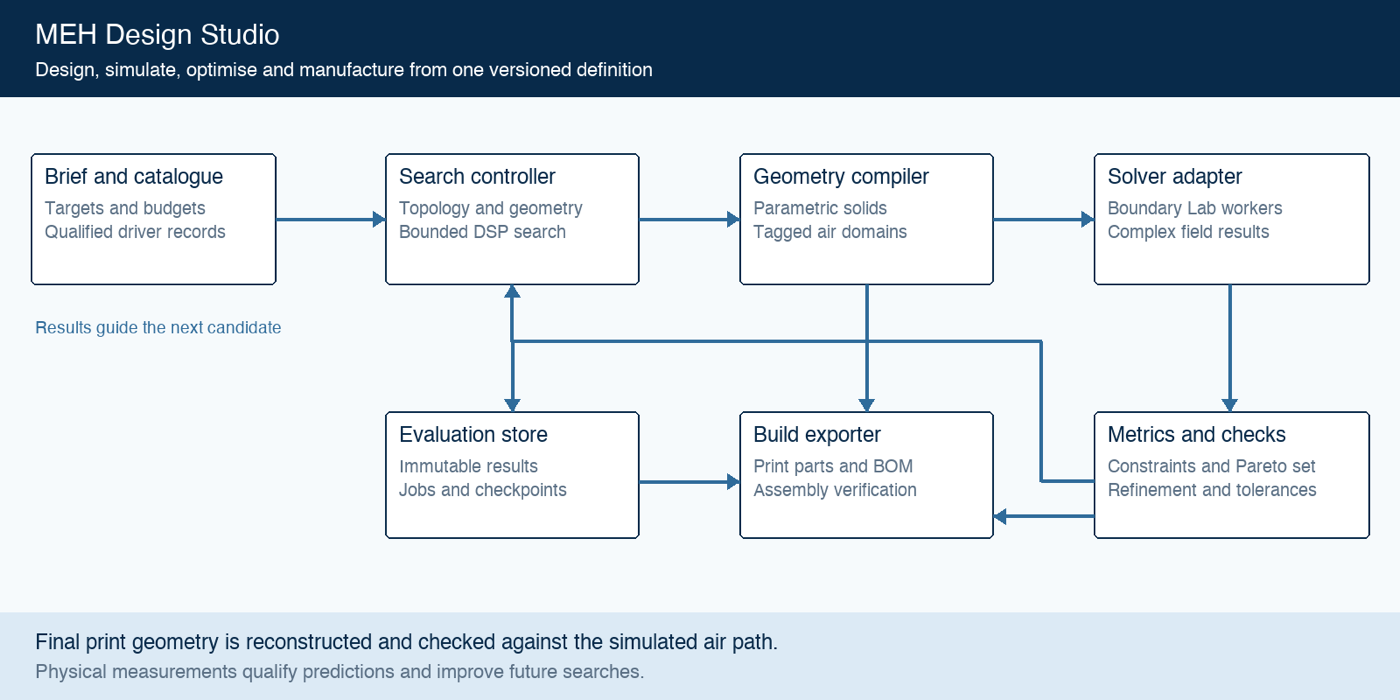 MEH Design Studio
Design, simulate, optimise and manufacture from one versioned definition
Brief and catalogue
Targets and budgets
Qualified driver records
Search controller
Topology and geometry
Bounded DSP search
Geometry compiler
Parametric solids
Tagged air domains
Solver adapter
Boundary Lab workers
Complex field results
Results guide the next candidate
Evaluation store
Immutable results
Jobs and checkpoints
Build exporter
Print parts and BOM
Assembly verification
Metrics and checks
Constraints and Pareto set
Refinement and tolerances
Final print geometry is reconstructed and checked against the simulated air path.
Physical measurements qualify predictions and improve future searches.